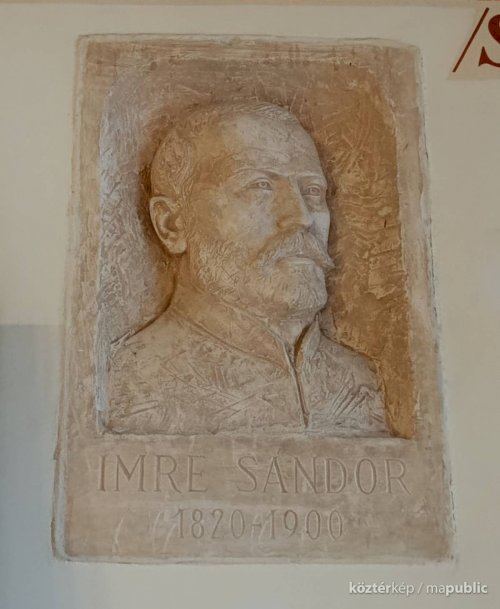 /S
IMRE SÁNDOR
1820-1900
köztérkép / mapublic